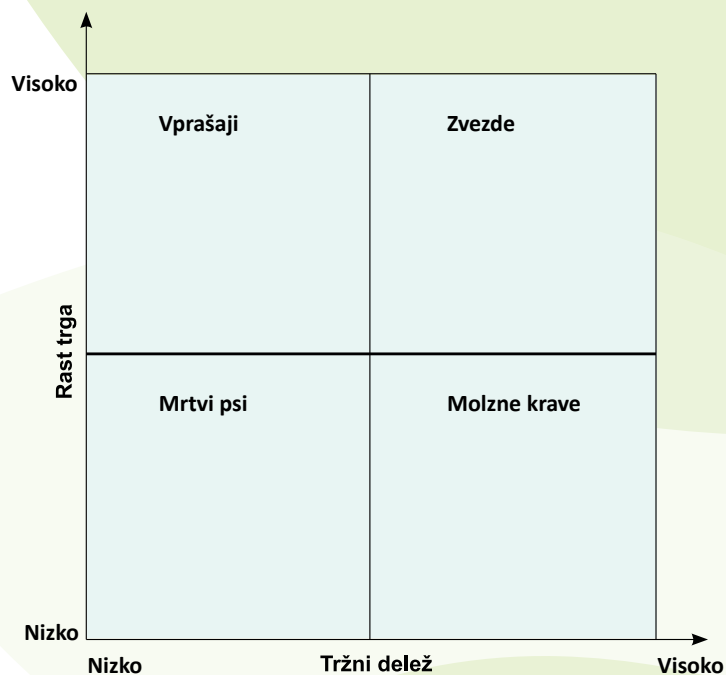 Visoko
Vprašaji
Zvezde
Rast trga
Mrtvi psi
Molzne krave
Nizko
Nizko
Tržni delež
Visoko